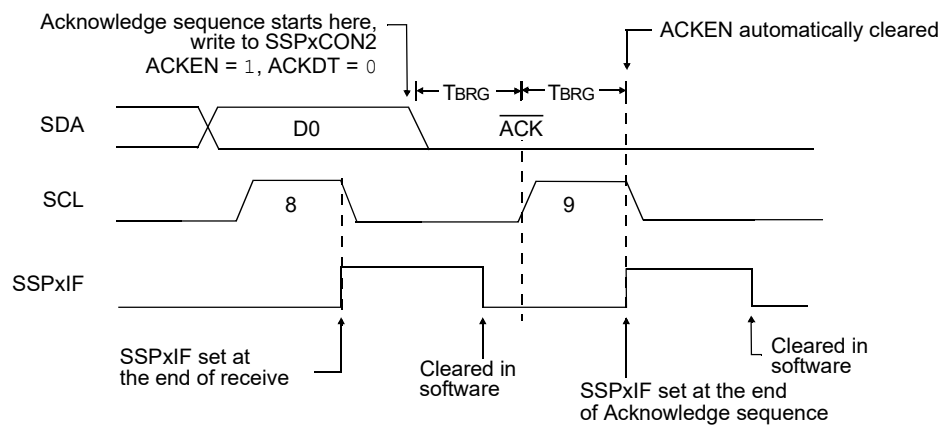 Acknowledge sequence starts here,
write to SSPxCON2
ACKEN = 1, ACKDT = 0
ACKEN automatically cleared
TBRG
TBRG
SDA
D0
ACK
SCL
8
9
SSPxIF
SSPxIF set at
the end of receive
Cleared in
software
SSPxIF set at the end
of Acknowledge sequence
Cleared in
software